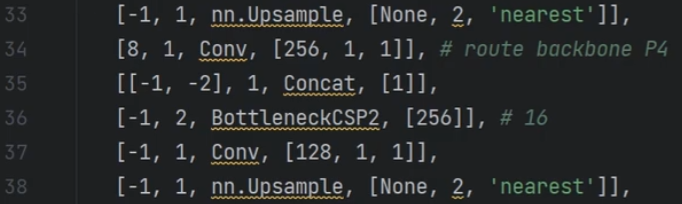 33 [-1, 1, nn.Upsample, [None, 2, 'nearest']],
34 [8, 1, Conv, [256, 1, 1]], # route backbone P4
35 [[-1, -2], 1, Concat, [1]],
36 [-1, 2, BottleneckCSP2, [256]], # 16
37 [-1, 1, Conv, [128, 1, 1]],
38 [-1, 1, nn.Upsample, [None, 2, 'nearest']],